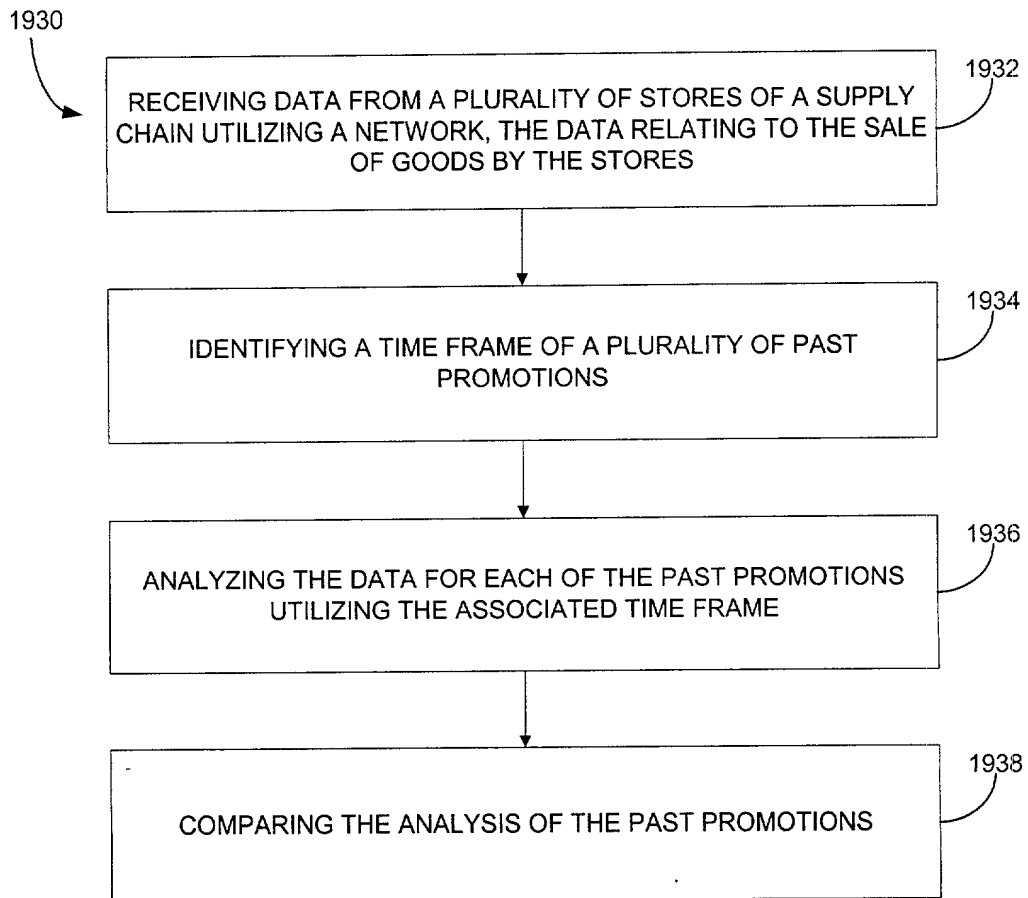 1930
1932
RECEIVING DATA FROM A PLURALITY OF STORES OF A SUPPLY
CHAIN UTILIZING A NETWORK, THE DATA RELATING TO THE SALE
OF GOODS BY THE STORES
1934
IDENTIFYING A TIME FRAME OF A PLURALITY OF PAST
PROMOTIONS
1936
ANALYZING THE DATA FOR EACH OF THE PAST PROMOTIONS
UTILIZING THE ASSOCIATED TIME FRAME
1938
COMPARING THE ANALYSIS OF THE PAST PROMOTIONS